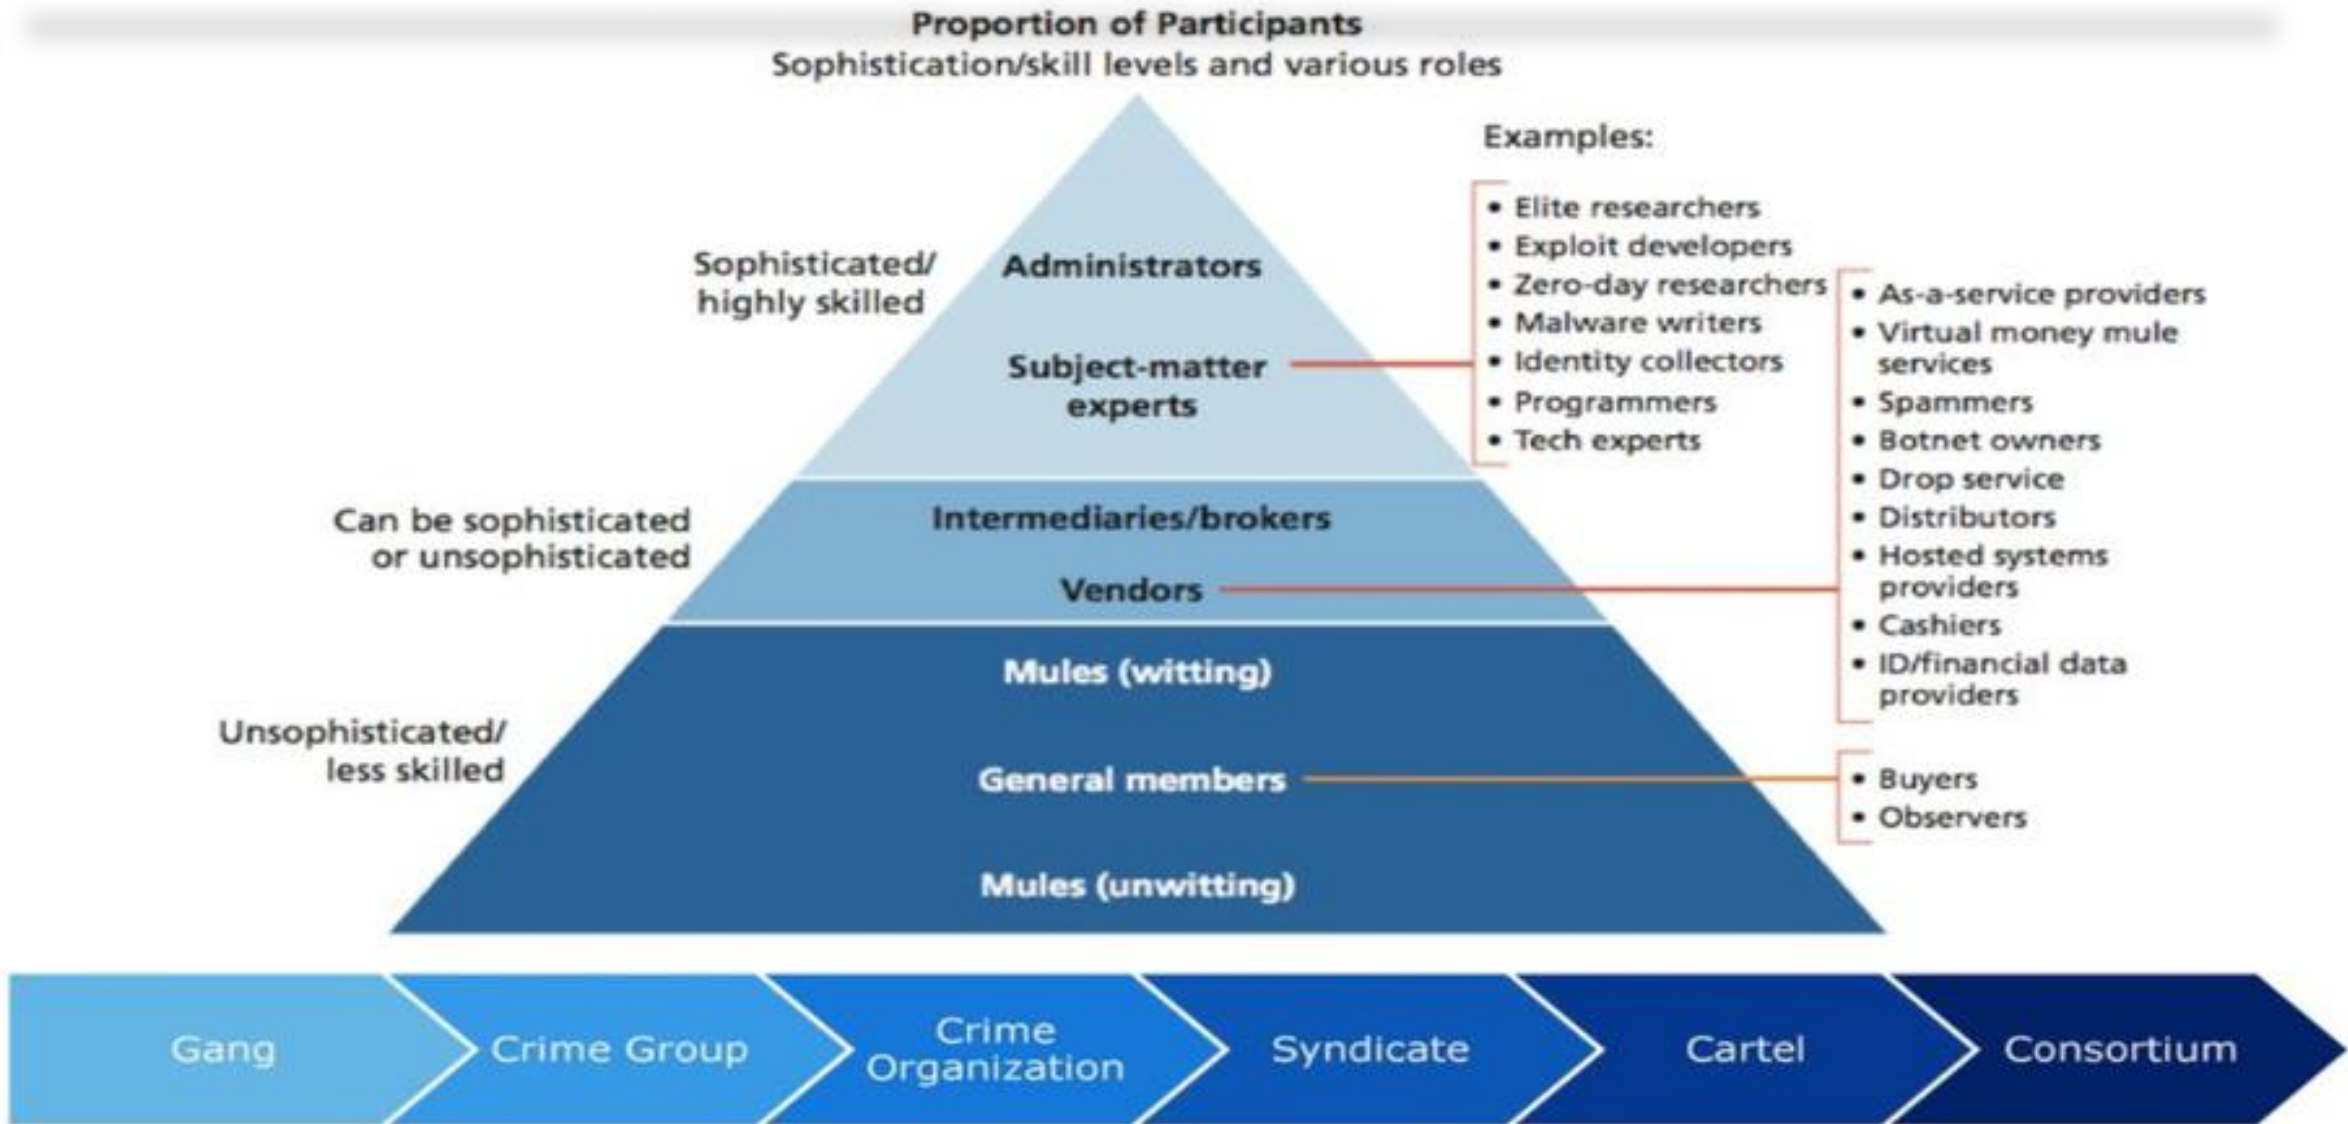 Proportion of Participants
Sophistication/skill levels and various roles
Examples:
Sophisticated/
highly skilled
Administrators
Subject-matter
experts
• Elite researchers
• Exploit developers
• Zero-day researchers
• Malware writers
• Identity collectors
• Programmers
• Tech experts
Can be sophisticated
or unsophisticated
Intermediaries/brokers
Vendors
• As-a-service providers
• Virtual money mule
services
• Spammers
• Botnet owners
• Drop service
• Distributors
• Hosted systems
providers
• Cashiers
• ID/financial data
providers
Unsophisticated/
less skilled
Mules (witting)
General members
Mules (unwitting)
• Buyers
• Observers
Gang
Crime Group
Crime
Organization
Syndicate
Cartel
Consortium